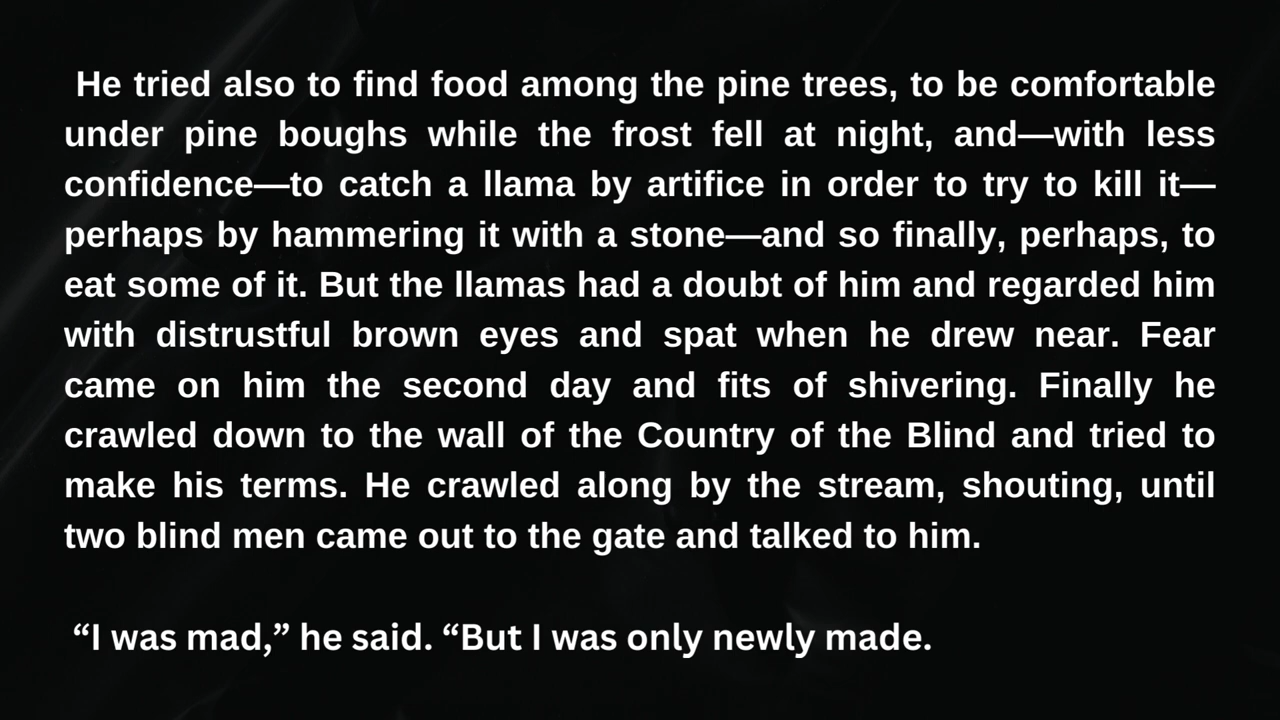 He tried also to find food among the pine trees, to be comfortable
under pine boughs while the frost fell at night, and—with less
confidence—to catch a llama by artifice in order to try to kill it—
perhaps by hammering it with a stone—and so finally, perhaps, to
eat some of it. But the llamas had a doubt of him and regarded him
with distrustful brown eyes and spat when he drew near. Fear
came on him the second day and fits of shivering. Finally he
crawled down to the wall of the Country of the Blind and tried to
make his terms. He crawled along by the stream, shouting, until
two blind men came out to the gate and talked to him.
“I was mad,” he said. “But I was only newly made.